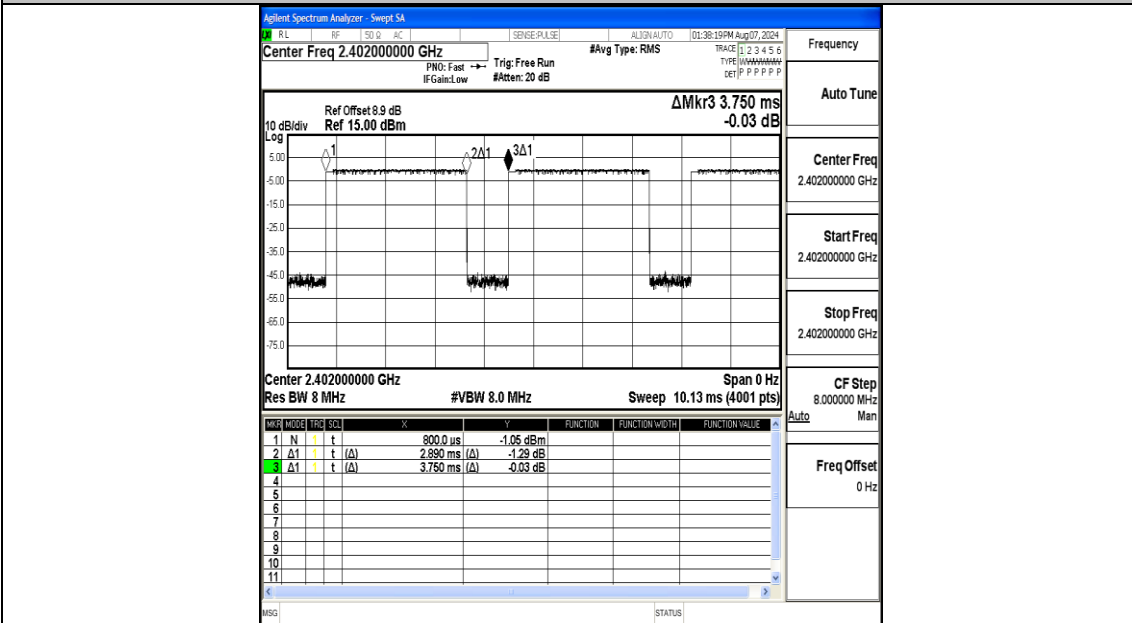 Agilent Spectrum Analyzer - Swept SA
RL RF 50 Ω AC SENSE:PULSE ALIGN AUTO 01:38:19 PM Aug 07, 2024
Center Freq 2.402000000 GHz #Avg Type: RMS TRACE 1 2 3 4 5 6
PNO: Fast Trig: Free Run TYPE
IFGain:Low #Atten: 20 dB DET P P P P P P
Frequency
Auto Tune
Center Freq
2.402000000 GHz
Start Freq
2.402000000 GHz
Stop Freq
2.402000000 GHz
CF Step
8.000000 MHz
Auto Man
Freq Offset
0 Hz
ΔMkr3 3.750 ms
-0.03 dB
Ref Offset 8.9 dB
10 dB/div Ref 15.00 dBm
Log
1 2Δ1 3Δ1
5.00
-5.00
-15.0
-25.0
-35.0
-45.0
-55.0
-65.0
-75.0
Center 2.402000000 GHz Span 0 Hz
Res BW 8 MHz #VBW 8.0 MHz Sweep 10.13 ms (4001 pts)
MKR MODE TRC SCL X Y FUNCTION FUNCTION WIDTH FUNCTION VALUE
1 N 1 t 800.0 us -1.05 dBm
2 Δ1 1 t (Δ) 2.890 ms (Δ) -1.29 dB
3 Δ1 1 t (Δ) 3.750 ms (Δ) -0.03 dB
4
5
6
7
8
9
10
11
MSG STATUS